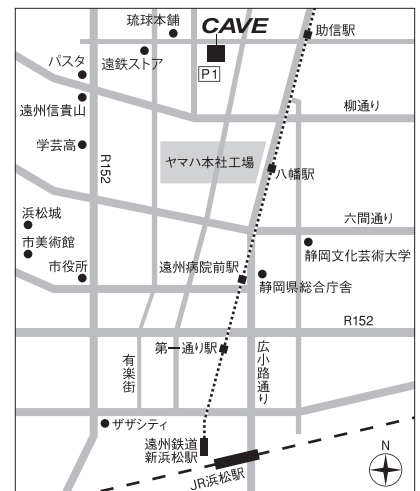 琉球本舗
CAVE
助信駅
パスタ
遠鉄ストア
P1
遠州信貴山
柳通り
学芸高
ヤマハ本社工場
R152
八幡駅
浜松城
六間通り
市美術館
静岡文化芸術大学
市役所
遠州病院前駅
静岡県総合庁舎
R152
第一通り駅
有楽街
広小路通り
ザザシティ
遠州鉄道
新浜松駅
JR浜松駅
N